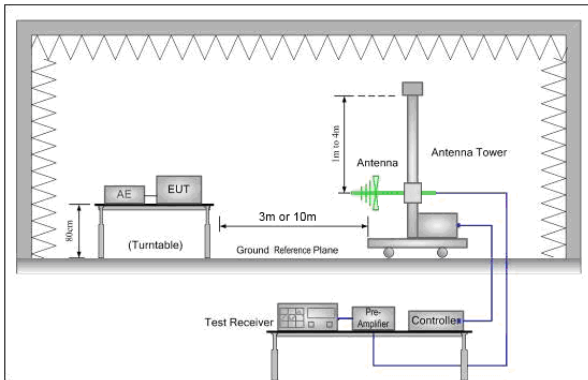 1m to 4m
Antenna
Antenna Tower
AE
EUT
80cm
(Turntable)
3m or 10m
Ground Reference Plane
Test Receiver
Pre-
Amplifier
Controller